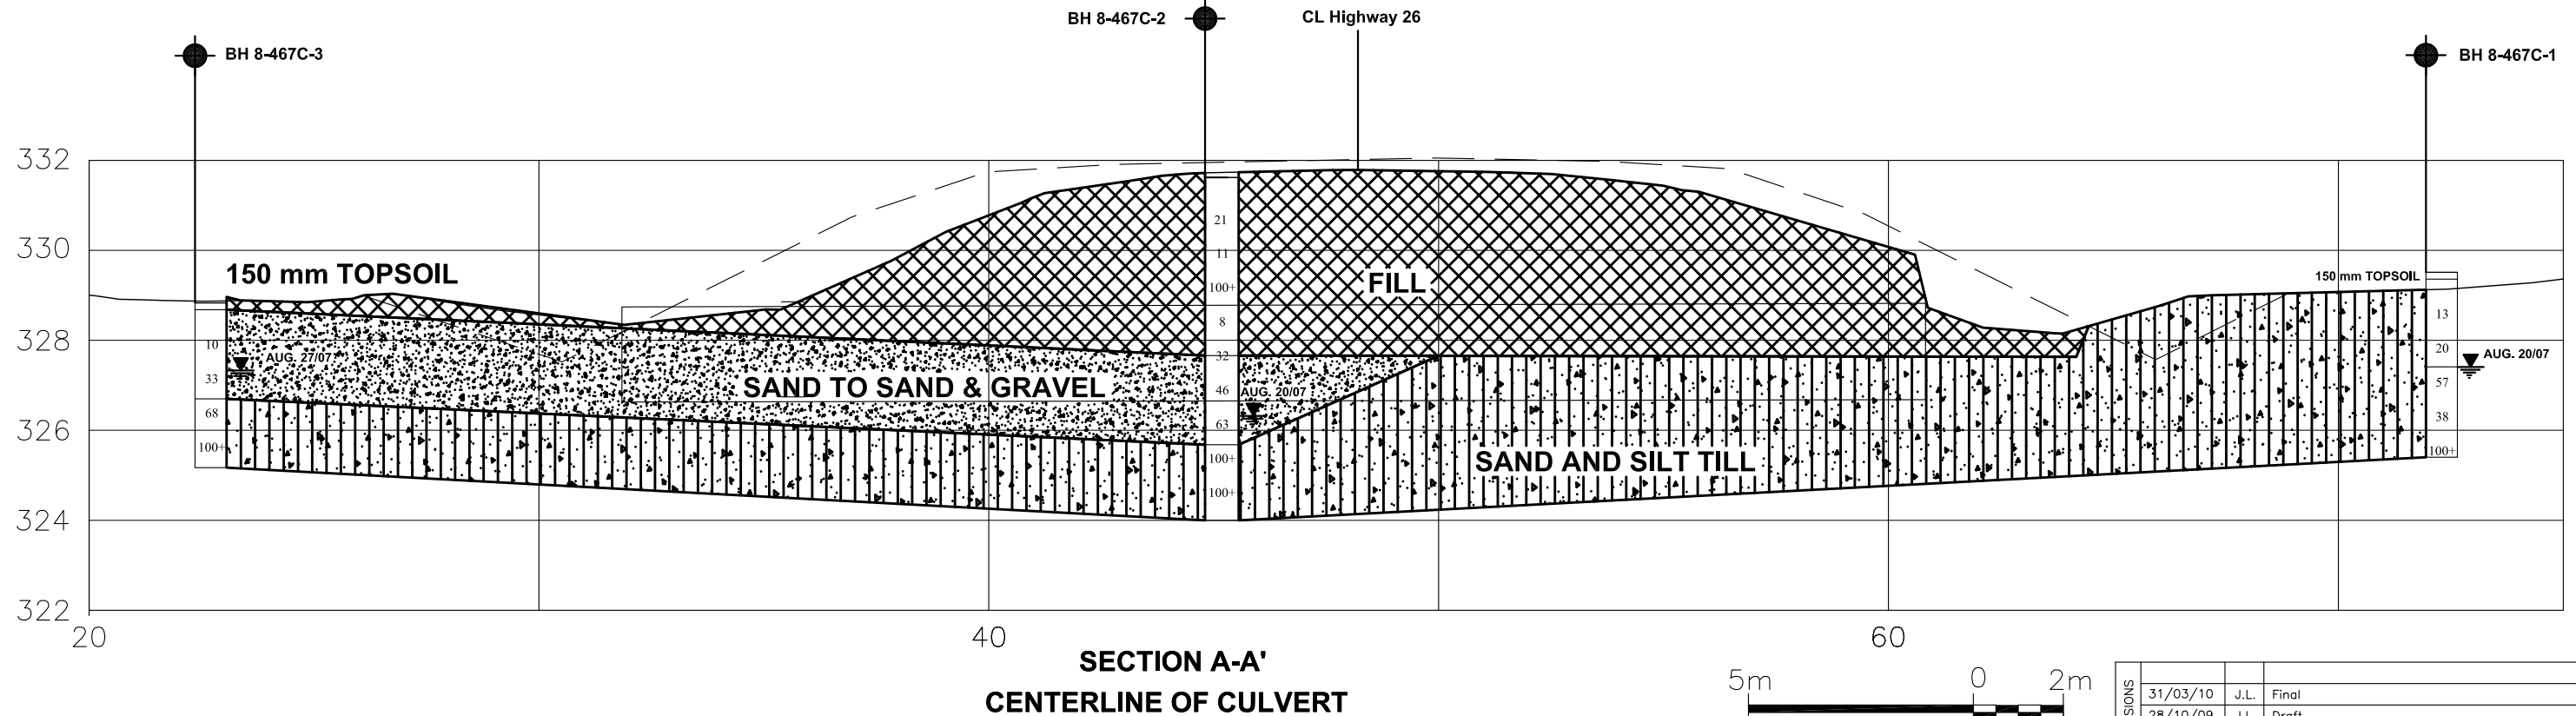 BH 8-467C-3
BH 8-467C-2
CL Highway 26
BH 8-467C-1
332
330
328
326
324
322
150 mm TOPSOIL
10
33
68
100+
AUG. 27/07
SAND TO SAND & GRAVEL
21
11
100+
8
32
46
63
100+
100+
AUG. 20/07
FILL
SAND AND SILT TILL
150 mm TOPSOIL
13
20
57
38
100+
AUG. 20/07
20
40
60
SECTION A-A'
CENTERLINE OF CULVERT
5m 0 2m
31/03/10 J.L. Final